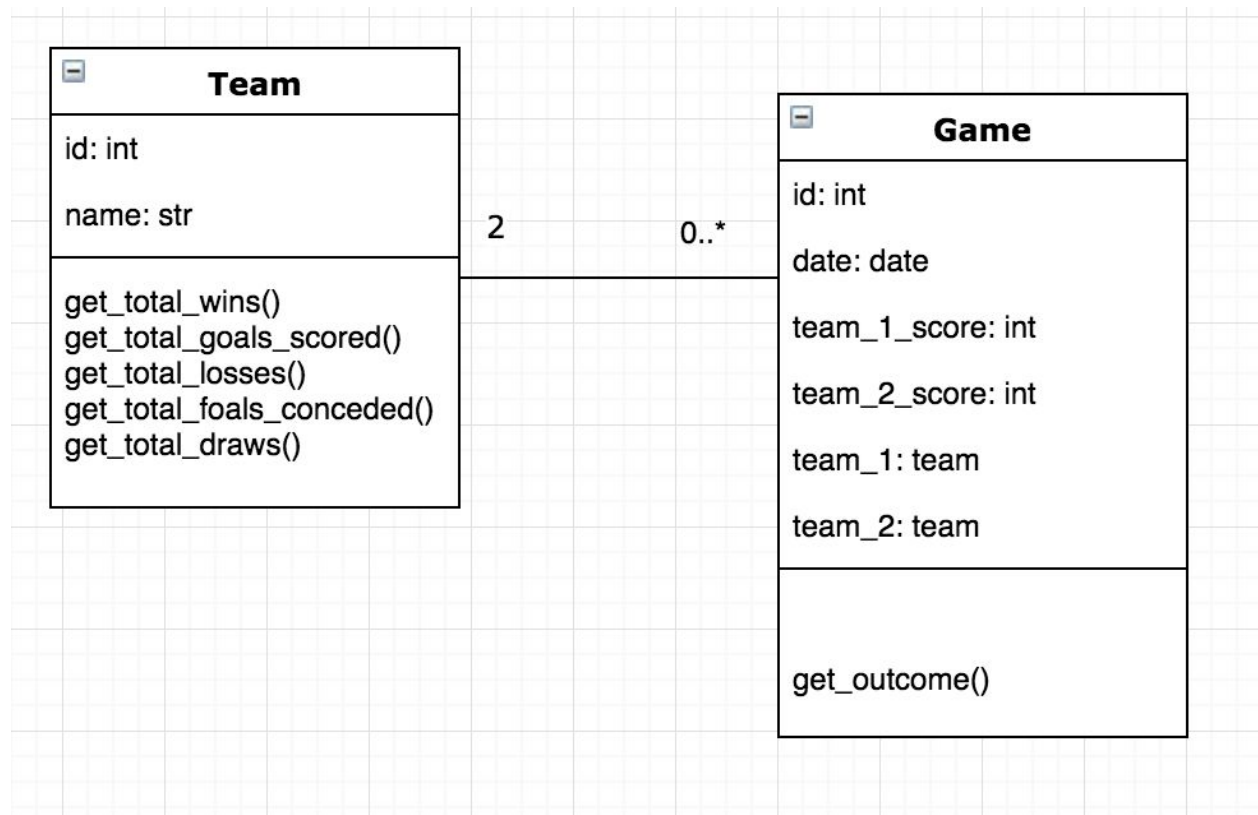 Team
id: int
name: str
get_total_wins()
get_total_goals_scored()
get_total_losses()
get_total_foals_conceded()
get_total_draws()
2
0..*
Game
id: int
date: date
team_1_score: int
team_2_score: int
team_1: team
team_2: team
get_outcome()